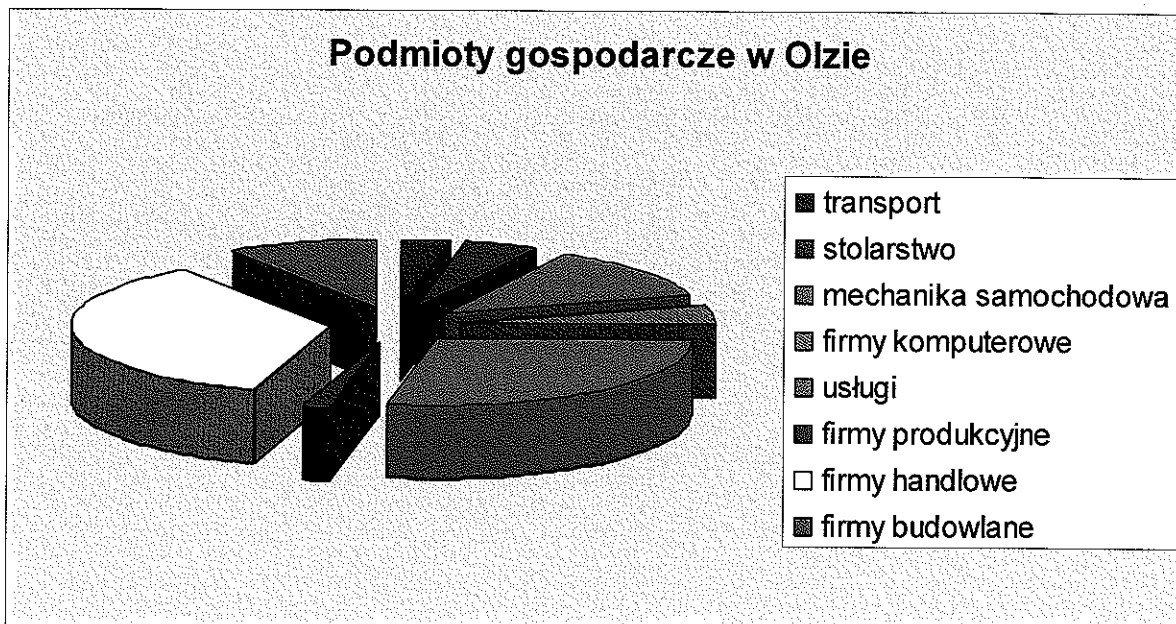 Podmioty gospodarcze w Olzie
transport
stolarstwo
mechanika samochodowa
firmy komputerowe
usługi
firmy produkcyjne
firmy handlowe
firmy budowlane